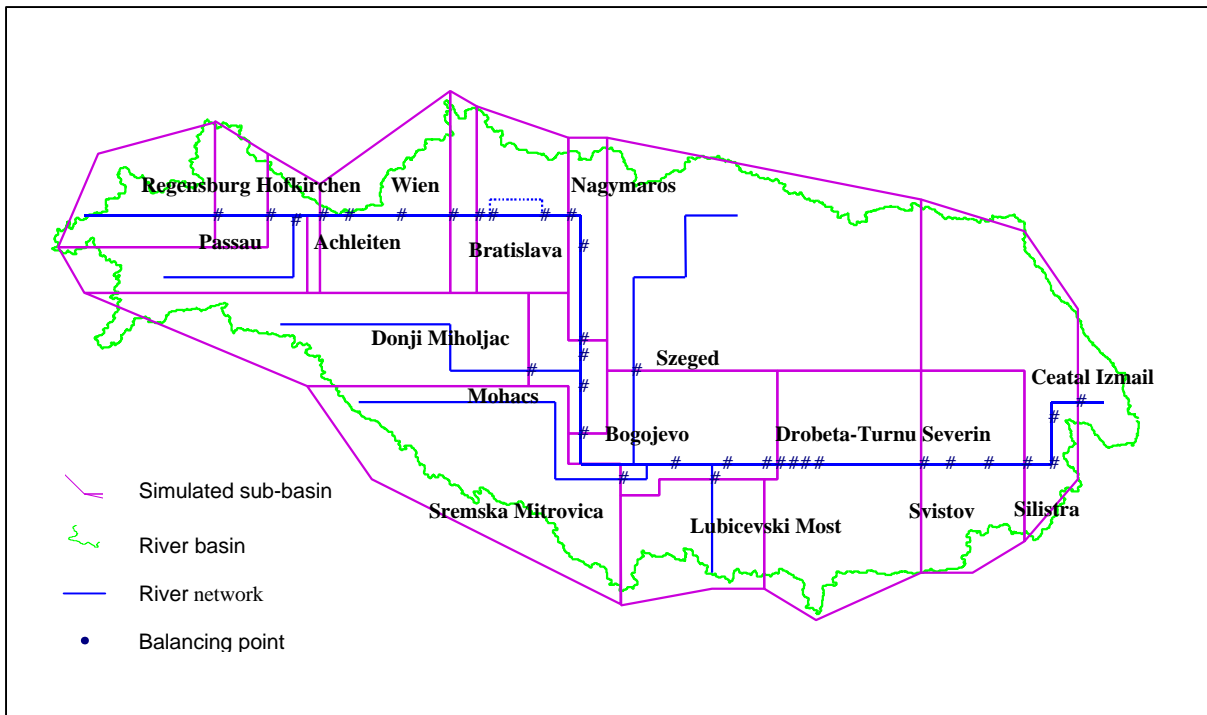 Regensburg Hofkirchen Wien Nagymaros
Passau Achleiten Bratislava
Donji Miholjac Szeged
Ceatal Izmail
Mohacs
Bogojevo Drobeta-Turnu Severin
Simulated sub-basin
Sremska Mitrovica Lubicevski Most Svistov Silistra
River basin
River network
Balancing point